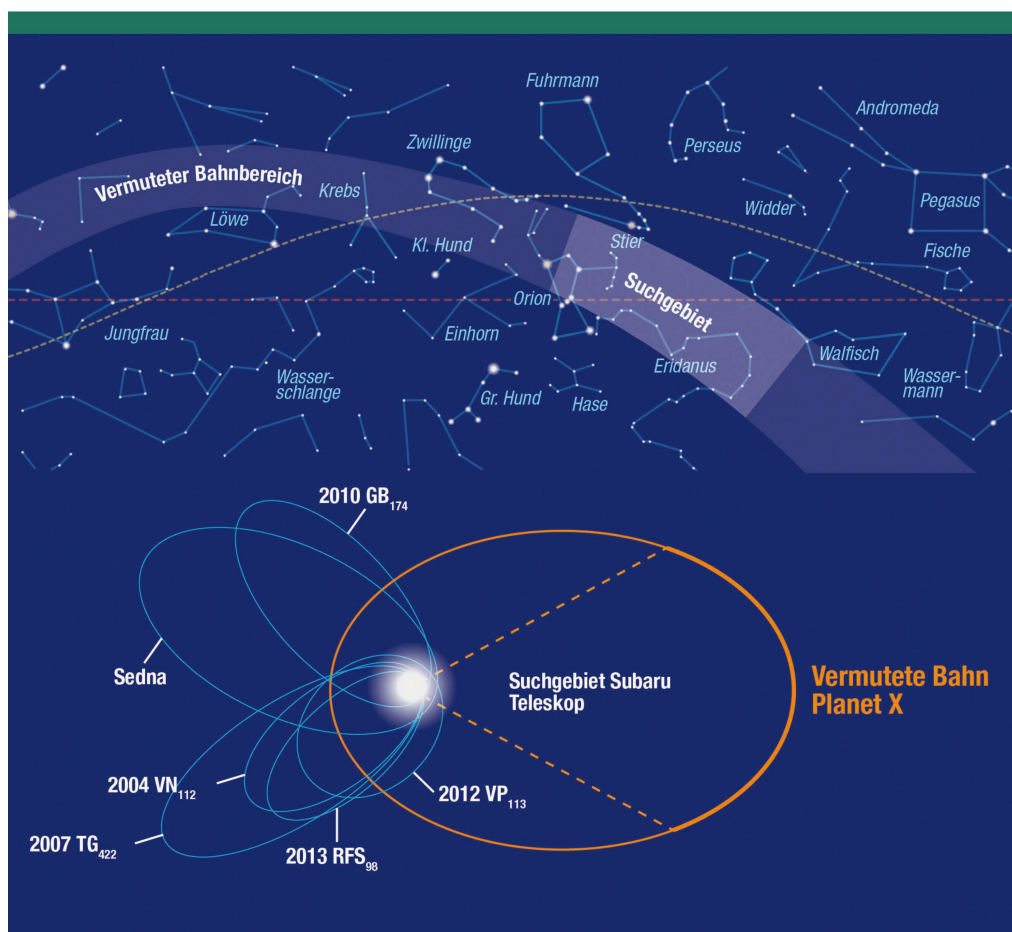 Fuhrmann
Andromeda
Zwillinge
Perseus
Vermuteter Bahnbereich
Krebs
Löwe
Widder
Pegasus
Kl. Hund
Stier
Fische
Suchgebiet
Orion
Jungfrau
Einhorn
Walfisch
Eridanus
Wasser-
schlange
Gr. Hund
Hase
Wasser-
mann
2010 GB174
Sedna
Suchgebiet Subaru
Teleskop
Vermutete Bahn
Planet X
2004 VN112
2012 VP113
2007 TG422
2013 RFS98